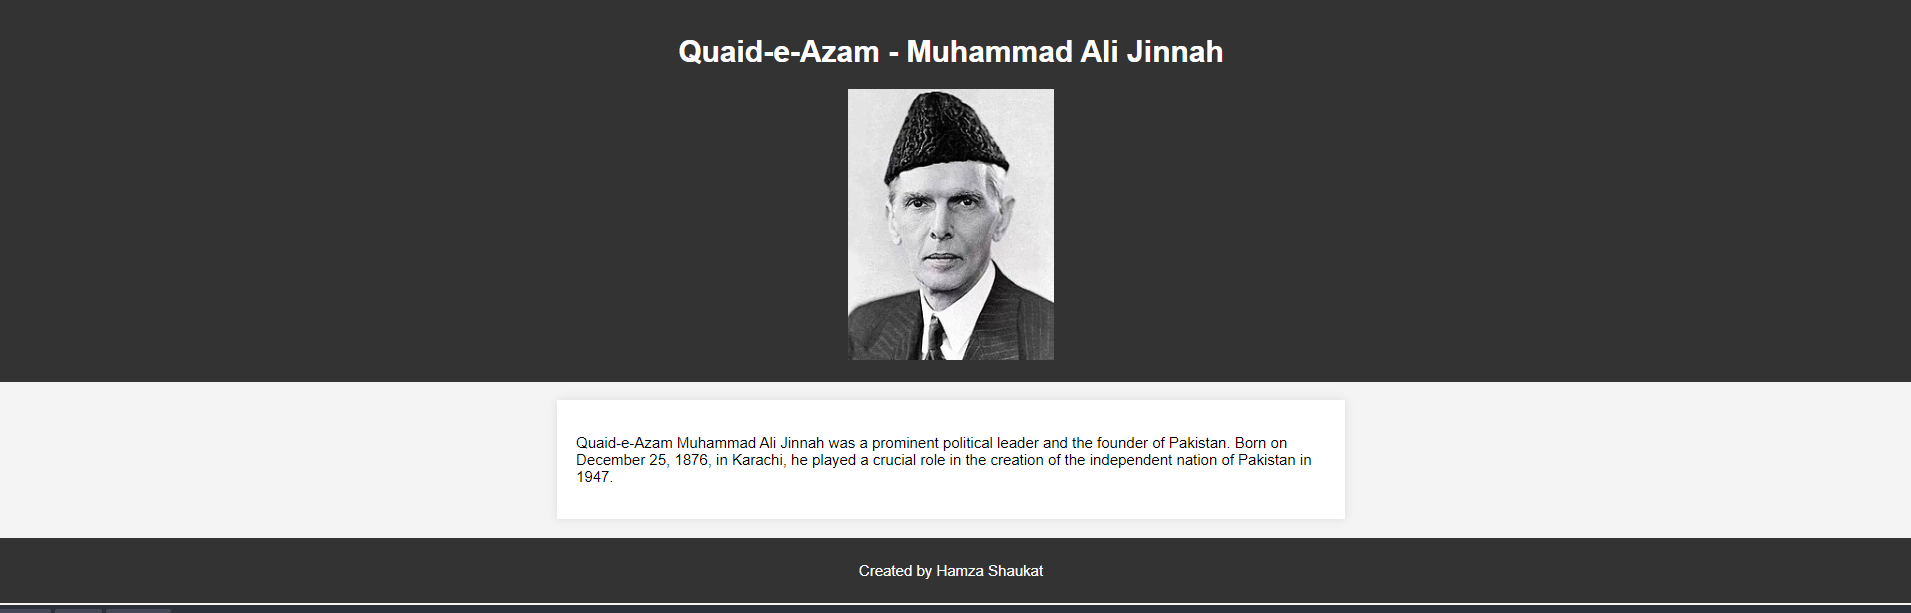 Quaid-e-Azam - Muhammad Ali Jinnah
Quaid-e-Azam Muhammad Ali Jinnah was a prominent political leader and the founder of Pakistan. Born on
December 25, 1876, in Karachi, he played a crucial role in the creation of the independent nation of Pakistan in
1947.
Created by Hamza Shaukat